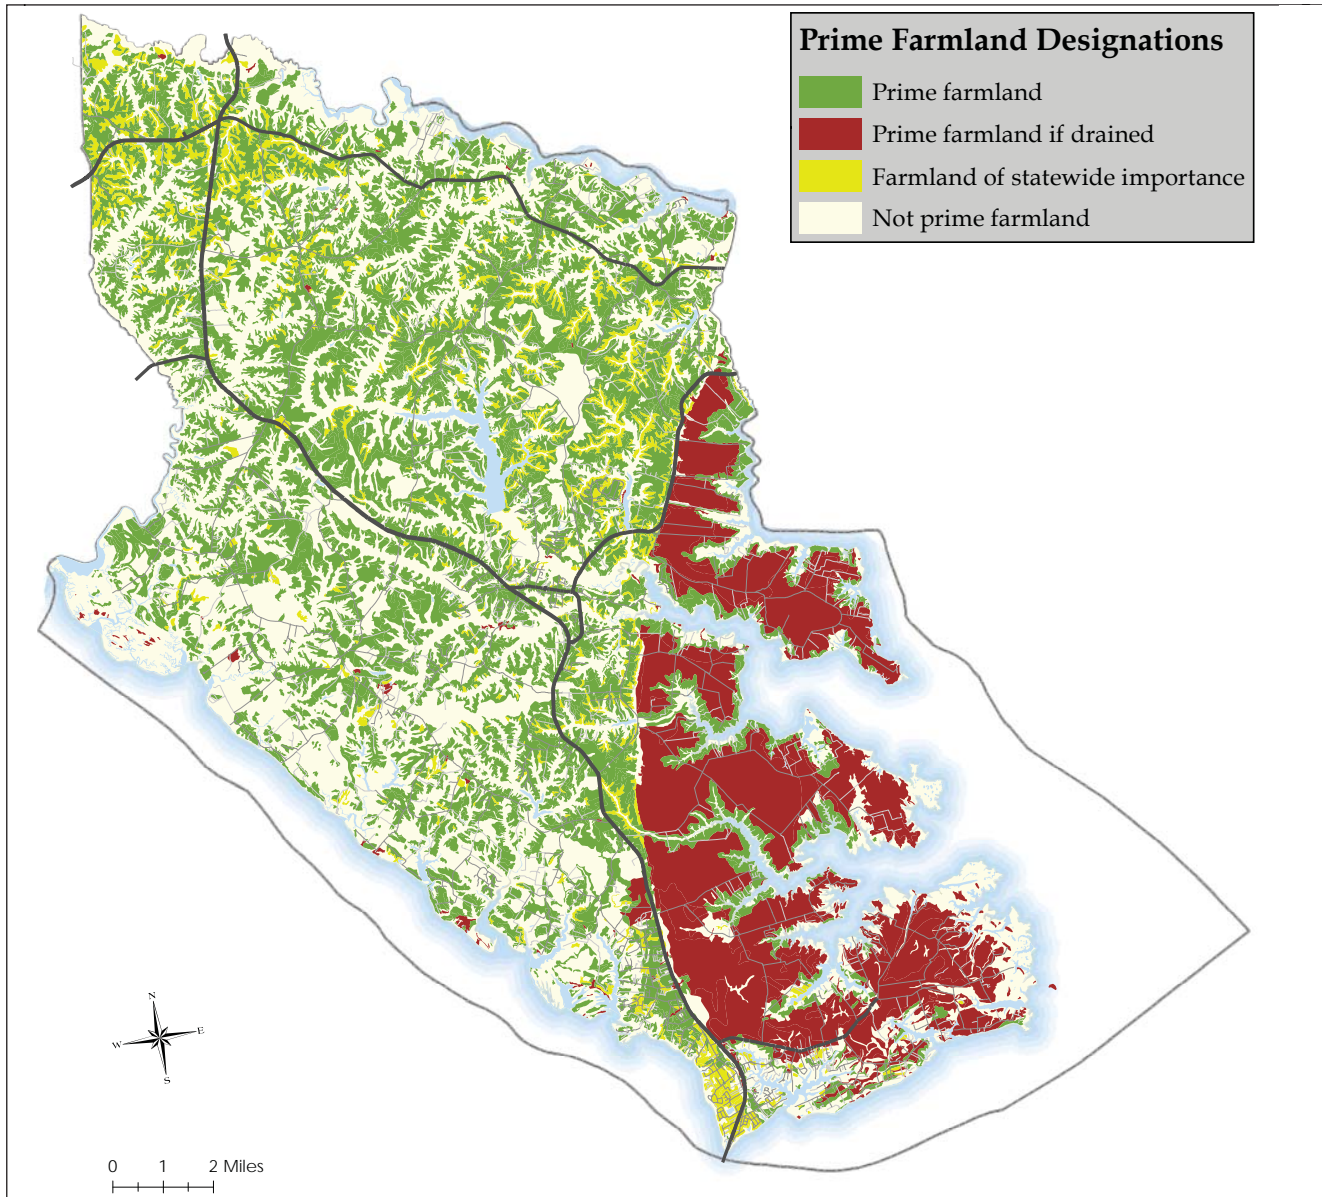 Prime Farmland Designations
Prime farmland
Prime farmland if drained
Farmland of statewide importance
Not prime farmland
N
W E
S
0 1 2 Miles